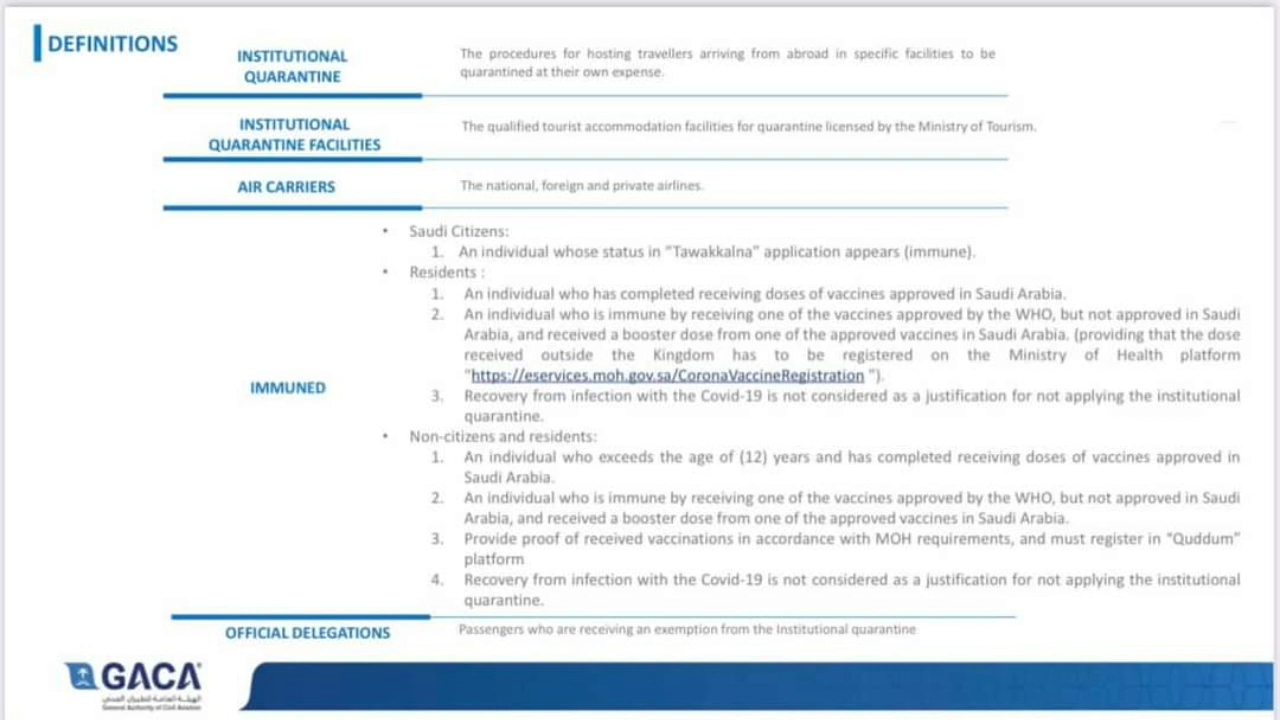 DEFINITIONS
INSTITUTIONAL
QUARANTINE
The procedures for hosting travellers arriving from abroad in specific facilities to be
quarantined at their own expense.
INSTITUTIONAL
QUARANTINE FACILITIES
The qualified tourist accommodation facilities for quarantine licensed by the Ministry of Tourism.
AIR CARRIERS
The national, foreign and private airlines.
IMMUNED
• Saudi Citizens:
1. An individual whose status in “Tawakkalna” application appears (immune).
• Residents :
1. An individual who has completed receiving doses of vaccines approved in Saudi Arabia.
2. An individual who is immune by receiving one of the vaccines approved by the WHO, but not approved in Saudi
Arabia, and received a booster dose from one of the approved vaccines in Saudi Arabia. (providing that the dose
received outside the Kingdom has to be registered on the Ministry of Health platform
“https://eservices.moh.gov.sa/CoronaVaccineRegistration ”).
3. Recovery from infection with the Covid-19 is not considered as a justification for not applying the institutional
quarantine.
• Non-citizens and residents:
1. An individual who exceeds the age of (12) years and has completed receiving doses of vaccines approved in
Saudi Arabia.
2. An individual who is immune by receiving one of the vaccines approved by the WHO, but not approved in Saudi
Arabia, and received a booster dose from one of the approved vaccines in Saudi Arabia.
3. Provide proof of received vaccinations in accordance with MOH requirements, and must register in “Quddum”
platform
4. Recovery from infection with the Covid-19 is not considered as a justification for not applying the institutional
quarantine.
OFFICIAL DELEGATIONS
Passengers who are receiving an exemption from the Institutional quarantine
GACA
الهيئة العامة للطيران المدني
General Authority of Civil Aviation